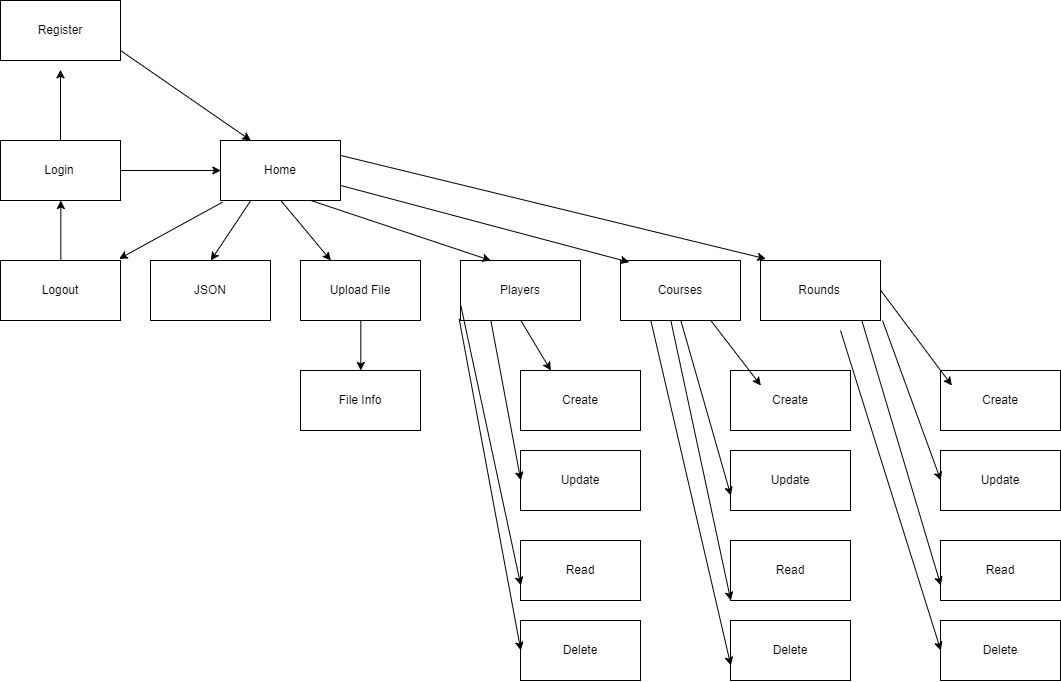 Register
Login
Home
Logout
JSON
Upload File
Players
Courses
Rounds
File Info
Create
Create
Create
Update
Update
Update
Read
Read
Read
Delete
Delete
Delete